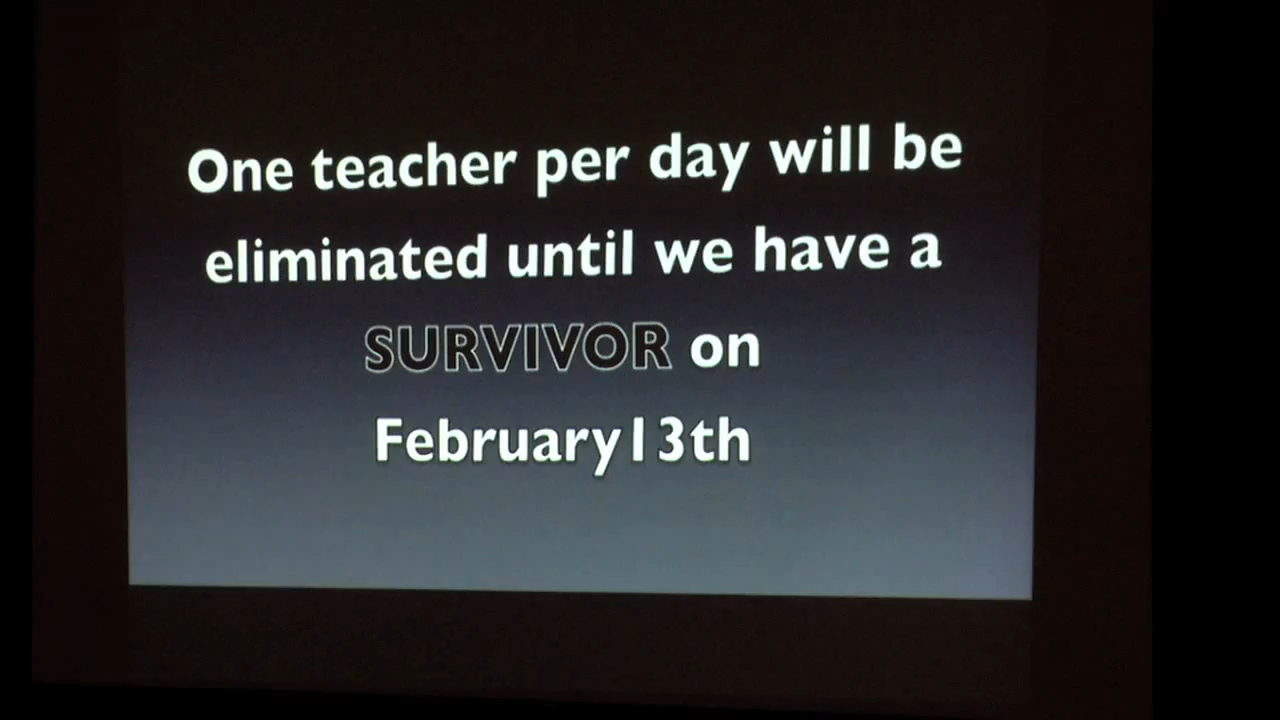 One teacher per day will be
eliminated until we have a
SURVIVOR on
February13th